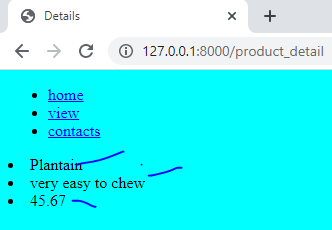 Details
127.0.0.1:8000/product_detail
home
view
contacts
Plantain
very easy to chew
45.67